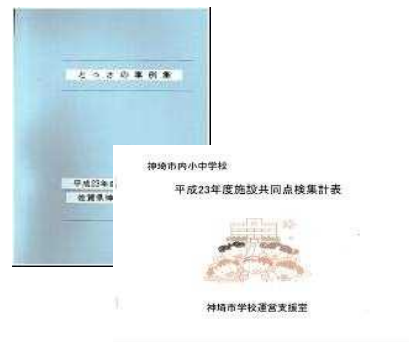 とっさの事例集
平成23年
佐賀県神
神埼市内小中学校
平成23年度施設共同点検集計表
神埼市学校運営支援室